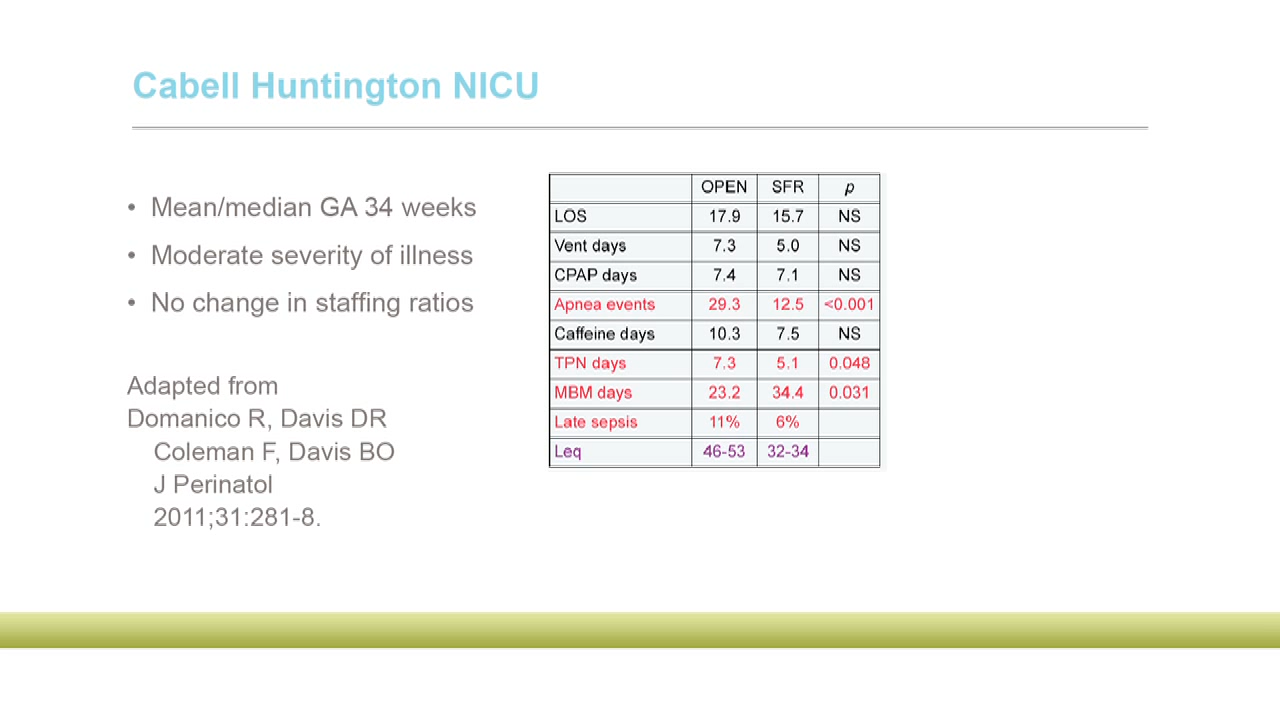 Cabell Huntington NICU
• Mean/median GA 34 weeks
• Moderate severity of illness
• No change in staffing ratios
Adapted from
Domanico R, Davis DR
Coleman F, Davis BO
J Perinatol
2011;31:281-8.
OPEN SFR p
LOS 17.9 15.7 NS
Vent days 7.3 5.0 NS
CPAP days 7.4 7.1 NS
Apnea events 29.3 12.5 <0.001
Caffeine days 10.3 7.5 NS
TPN days 7.3 5.1 0.048
MBM days 23.2 34.4 0.031
Late sepsis 11% 6%
Leq 46-53 32-34